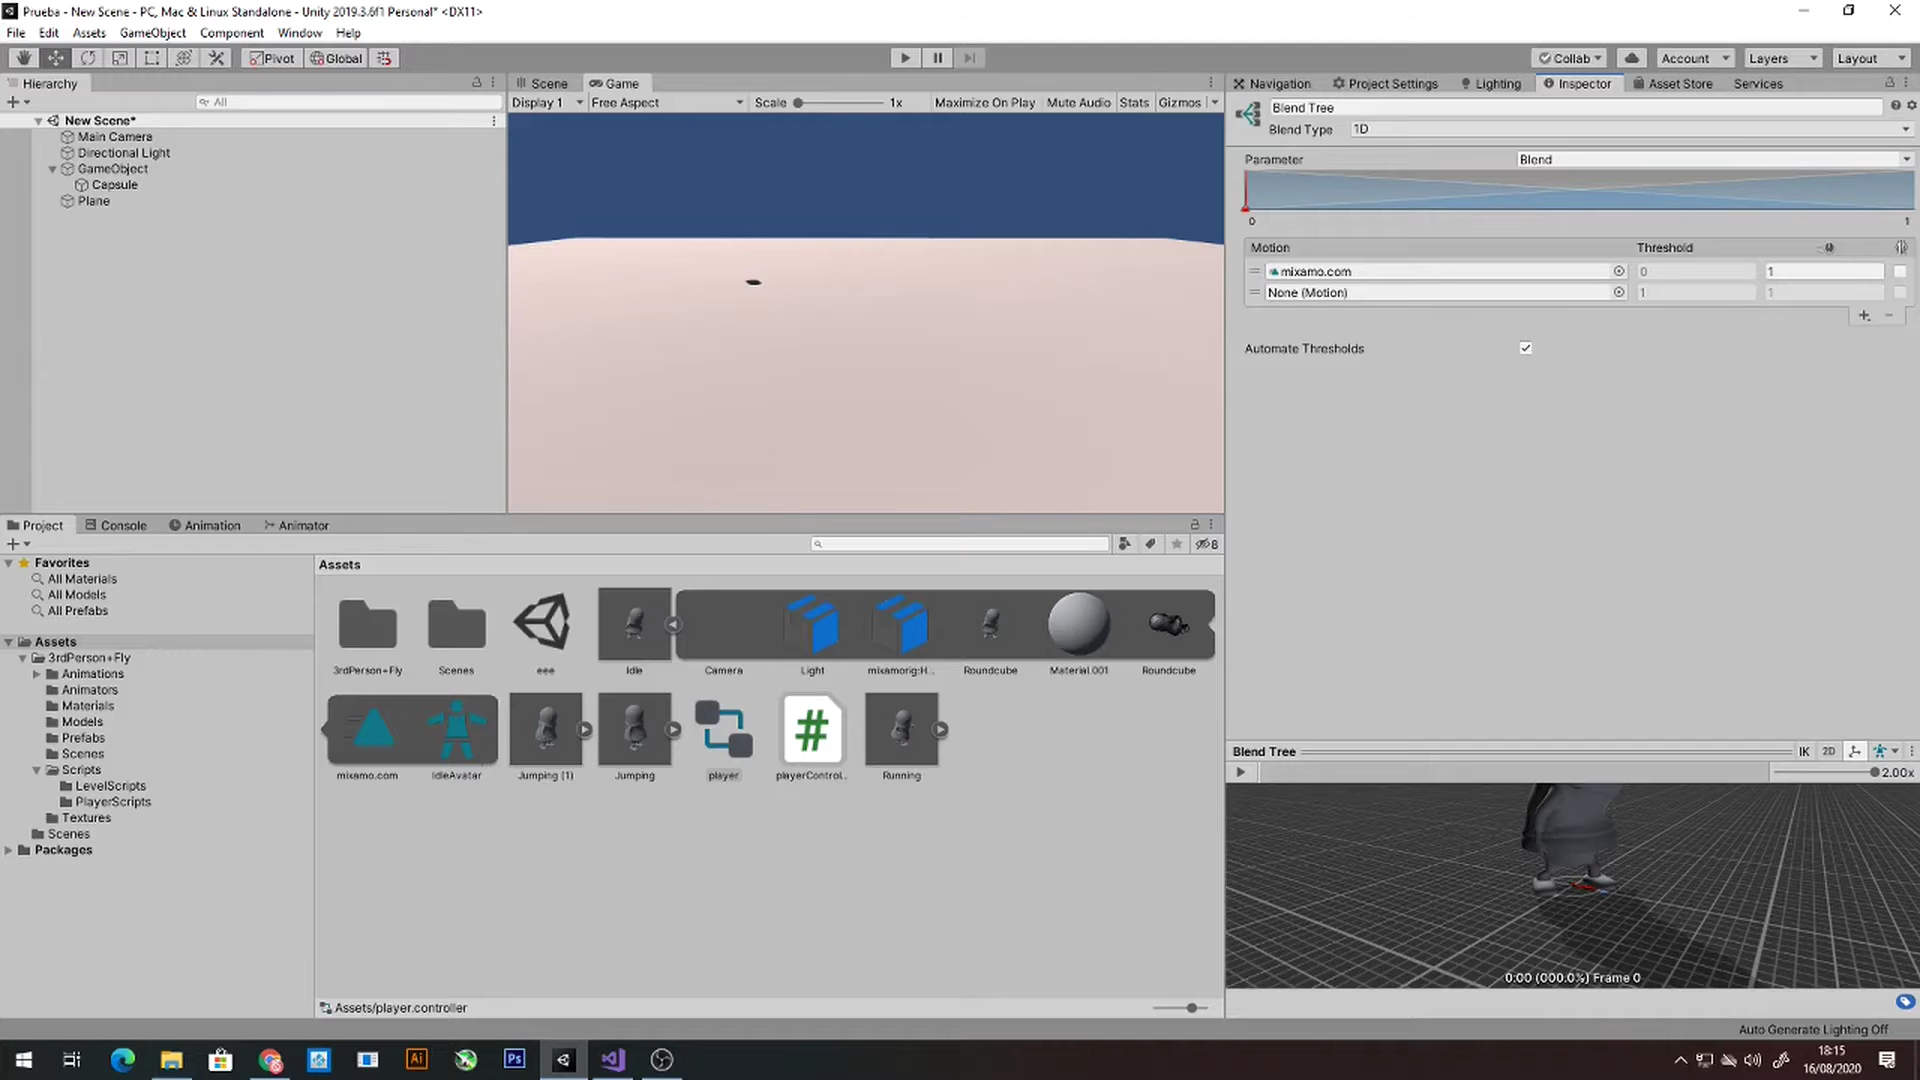 Prueba - New Scene - PC, Mac & Linux Standalone - Unity 2019.3.6f1 Personal* <DX11>
File Edit Assets GameObject Component Window Help
Pivot Global Collab Account Layers Layout
Hierarchy
All
New Scene*
Main Camera
Directional Light
GameObject
Capsule
Plane
Scene Game
Display 1 Free Aspect Scale 1x Maximize On Play Mute Audio Stats Gizmos
Navigation Project Settings Lighting Inspector Asset Store Services
Blend Tree
Blend Type 1D
Parameter Blend
0 1
Motion Threshold
mixamo.com 0 1
None (Motion) 1 1
Automate Thresholds
Project Console Animation Animator
8
Favorites
All Materials
All Models
All Prefabs
Assets
3rdPerson+Fly
Animations
Animators
Materials
Models
Prefabs
Scenes
Scripts
LevelScripts
PlayerScripts
Textures
Scenes
Packages
Assets
3rdPerson+Fly Scenes eee Idle Camera Light mixamorig:H... Roundcube Material.001 Roundcube
mixamo.com IdleAvatar Jumping (1) Jumping player playerControl... Running
Assets/player.controller
Blend Tree IK 2D
2.00x
0:00 (000.0%) Frame 0
Auto Generate Lighting Off
Ai Ps
18:15
16/08/2020